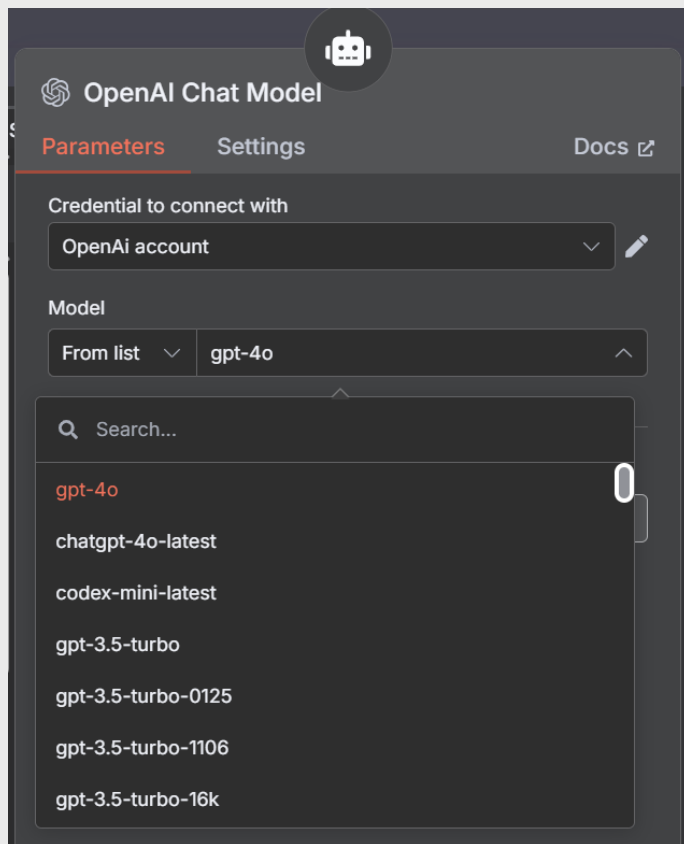 OpenAI Chat Model
Parameters Settings Docs
Credential to connect with
OpenAi account
Model
From list gpt-4o
Search...
gpt-4o
chatgpt-4o-latest
codex-mini-latest
gpt-3.5-turbo
gpt-3.5-turbo-0125
gpt-3.5-turbo-1106
gpt-3.5-turbo-16k